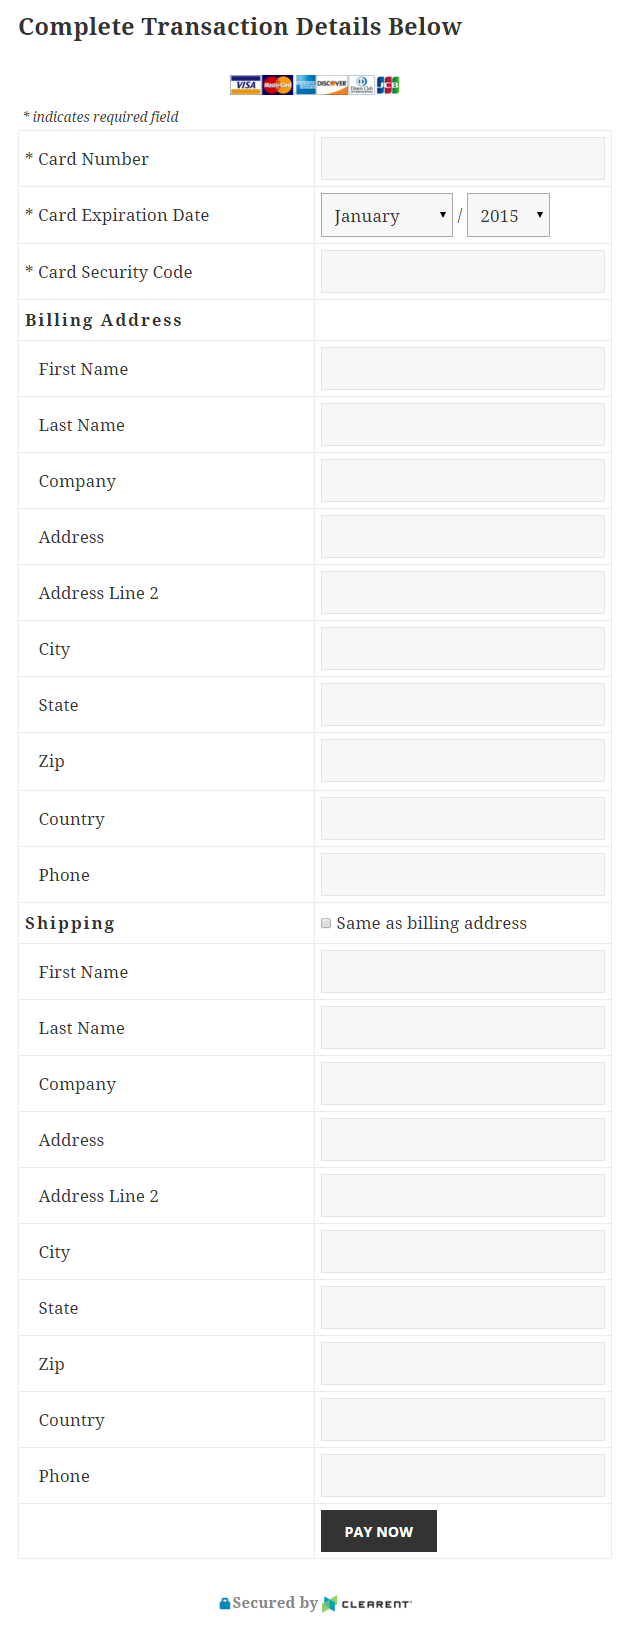 Complete Transaction Details Below
VISA MasterCard DISCOVER Diners Club JCB
* indicates required field
* Card Number
* Card Expiration Date January / 2015
* Card Security Code
Billing Address
First Name
Last Name
Company
Address
Address Line 2
City
State
Zip
Country
Phone
Shipping Same as billing address
First Name
Last Name
Company
Address
Address Line 2
City
State
Zip
Country
Phone
PAY NOW
Secured by CLEARENT